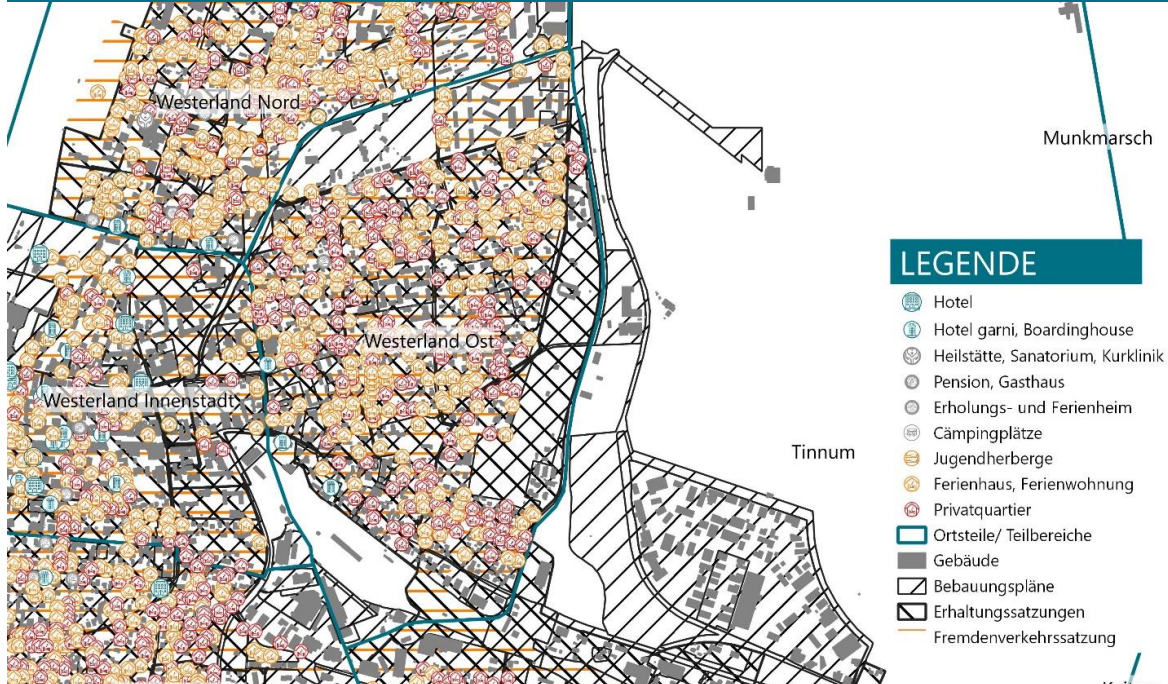 Westerland Nord
Munkmarsch
Westerland Ost
Westerland Innenstadt
Tinnum
LEGENDE
Hotel
Hotel garni, Boardinghouse
Heilstätte, Sanatorium, Kurklinik
Pension, Gasthaus
Erholungs- und Ferienheim
Cämpingplätze
Jugendherberge
Ferienhaus, Ferienwohnung
Privatquartier
Ortsteile/ Teilbereiche
Gebäude
Bebauungspläne
Erhaltungssatzungen
Fremdenverkehrssatzung